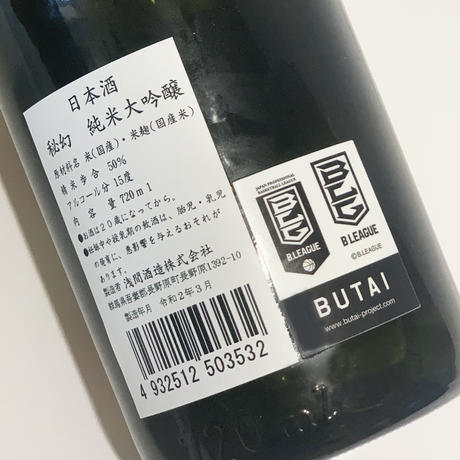 日本酒
秘幻 純米大吟醸
原材料名 米(国産)・米麹(国産米)
精米歩合 50%
アルコール分 15度
内容量 720ml
●お酒は20歳になってから。
●妊娠中や授乳期の飲酒は、胎児・乳児
の発育に、悪影響を与えるおそれが
製造者 浅間酒造株式会社
群馬県吾妻郡長野原町長野原1392-10
製造年月 令和2年3月
4 932512 503532
JAPAN PROFESSIONAL
BASKETBALL LEAGUE
B.LEAGUE
B.LEAGUE
©B.LEAGUE
BUTAI
www.butai-project.com
720ml